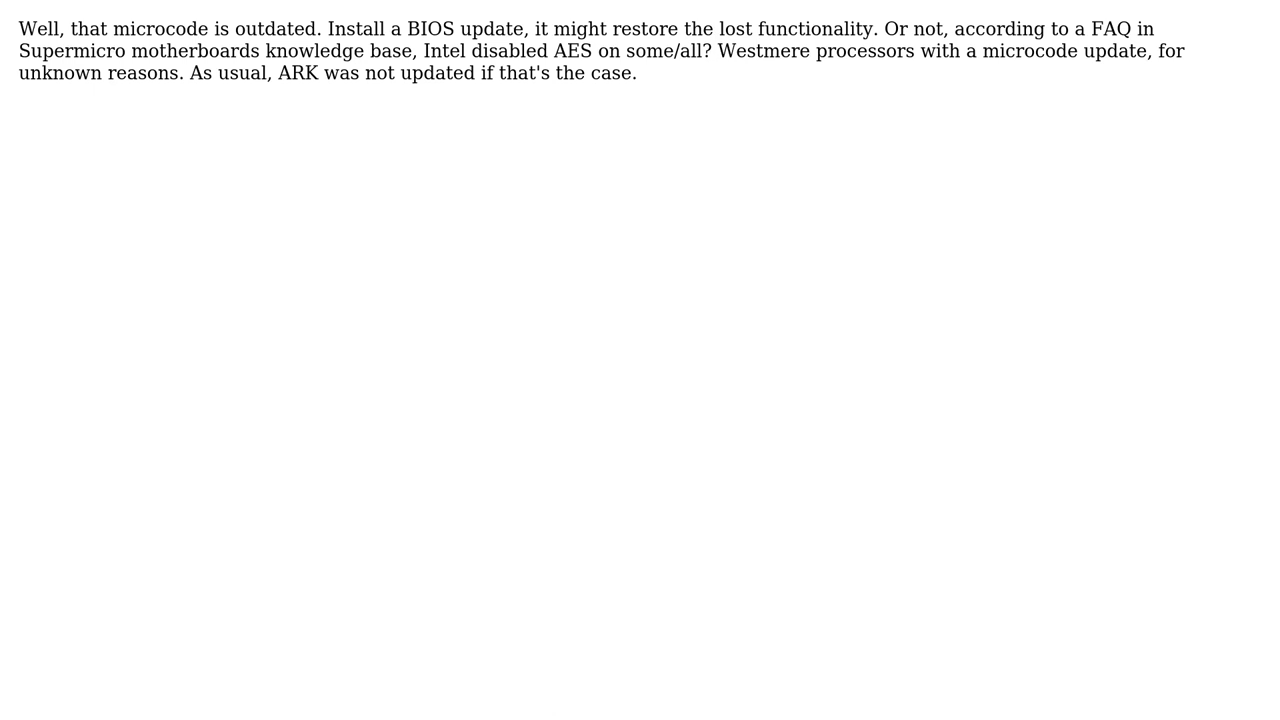 Well, that microcode is outdated. Install a BIOS update, it might restore the lost functionality. Or not, according to a FAQ in
Supermicro motherboards knowledge base, Intel disabled AES on some/all? Westmere processors with a microcode update, for
unknown reasons. As usual, ARK was not updated if that's the case.